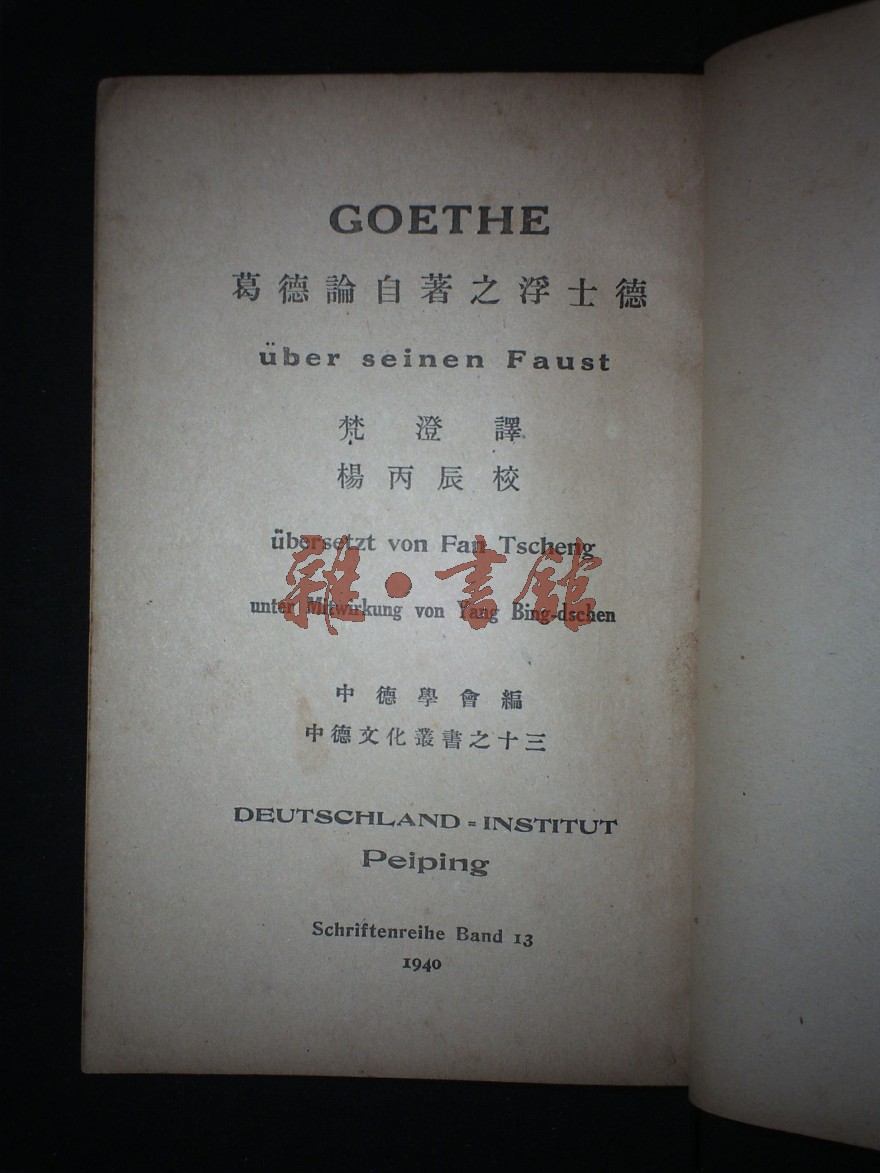 GOETHE
葛德論自著之浮士德
über seinen Faust
梵澄譯
楊丙辰校
übersetzt von Fan Tscheng
雜·書館
unter Mitwirkung von Yang Bing-dschen
中德學會編
中德文化叢書之十三
DEUTSCHLAND=INSTITUT
Peiping
Schriftenreihe Band 13
1940